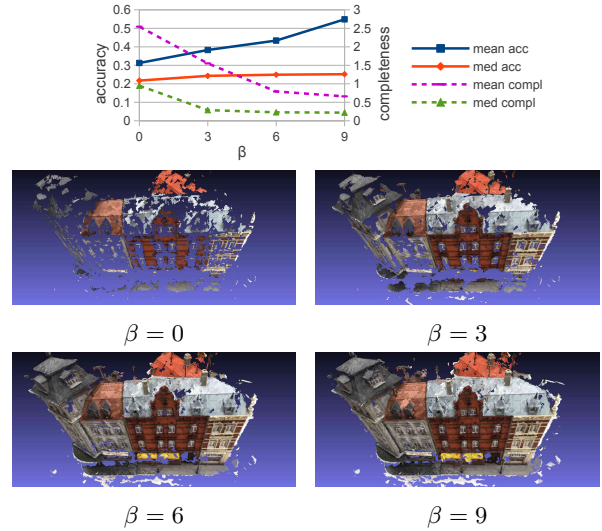 0.6
0.5
0.4
0.3
0.2
0.1
0
accuracy
3
2.5
2
1.5
1
0.5
0
completeness
0 3 6 9
β
mean acc
med acc
mean compl
med compl
β = 0 β = 3
β = 6 β = 9